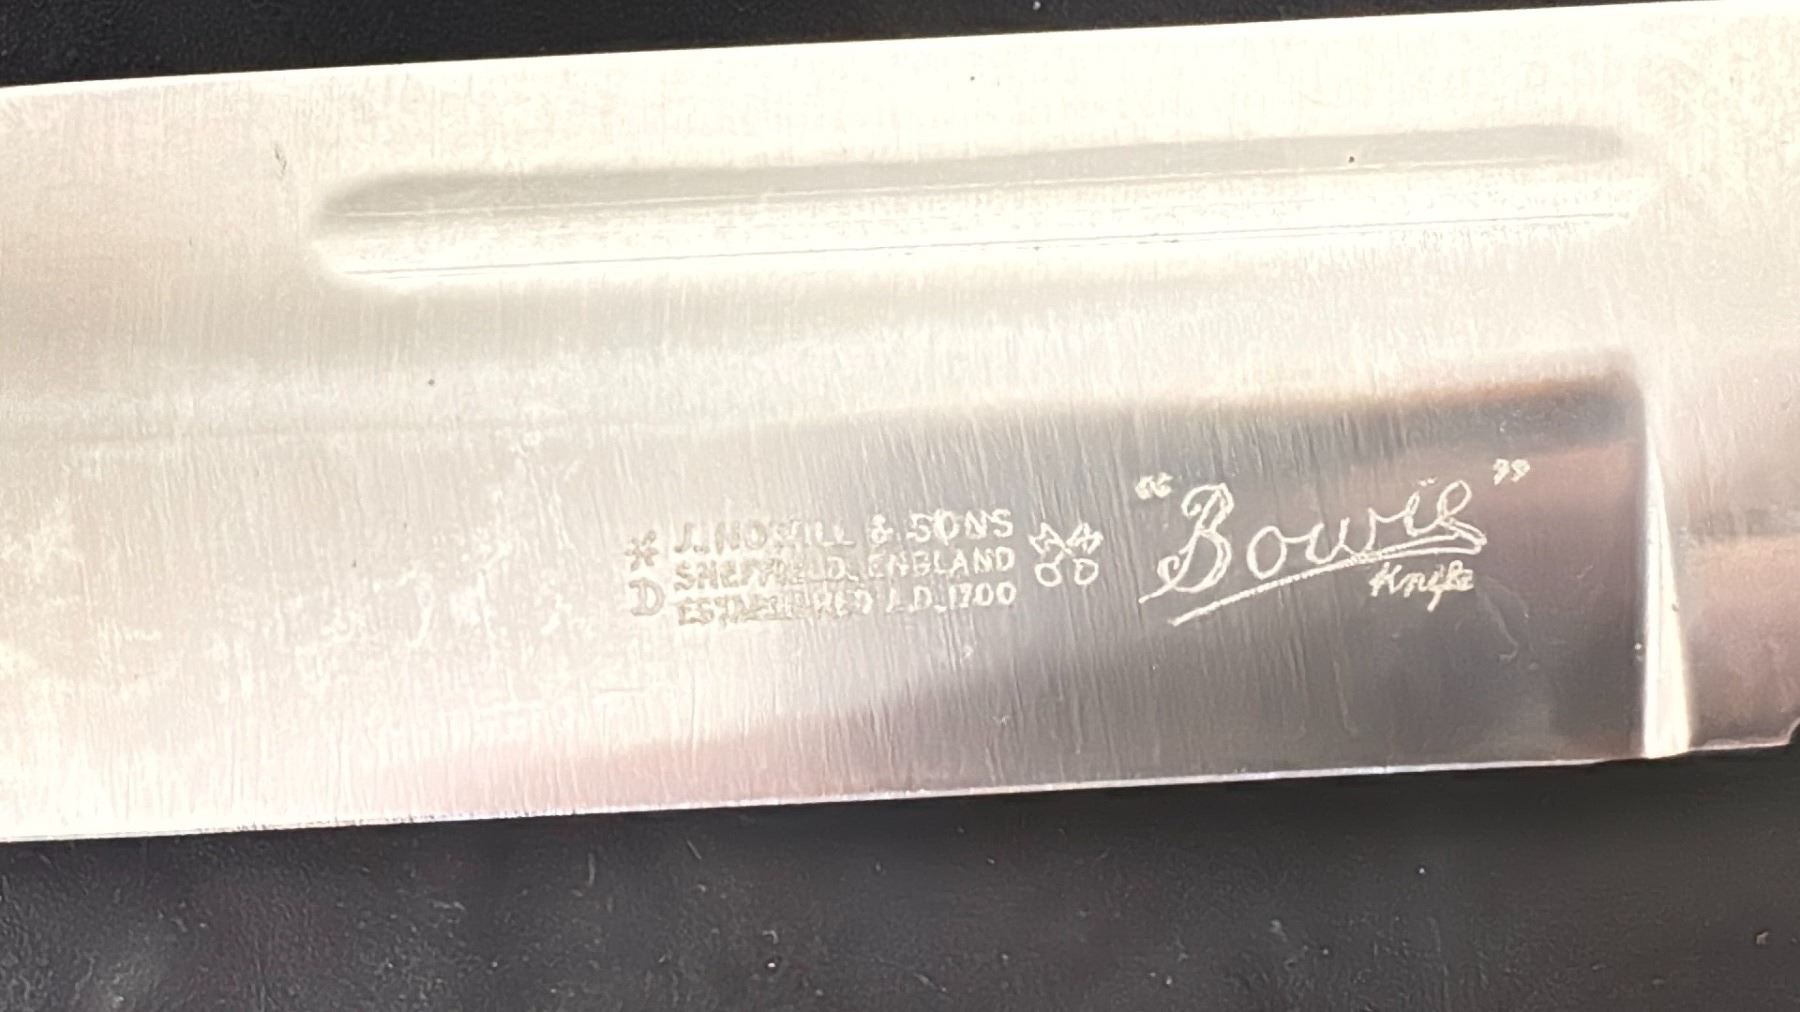 * J. NOWILL & SONS
D SHEFFIELD, ENGLAND
ESTABLISHED A.D. 1700
"Bowie"
Knife